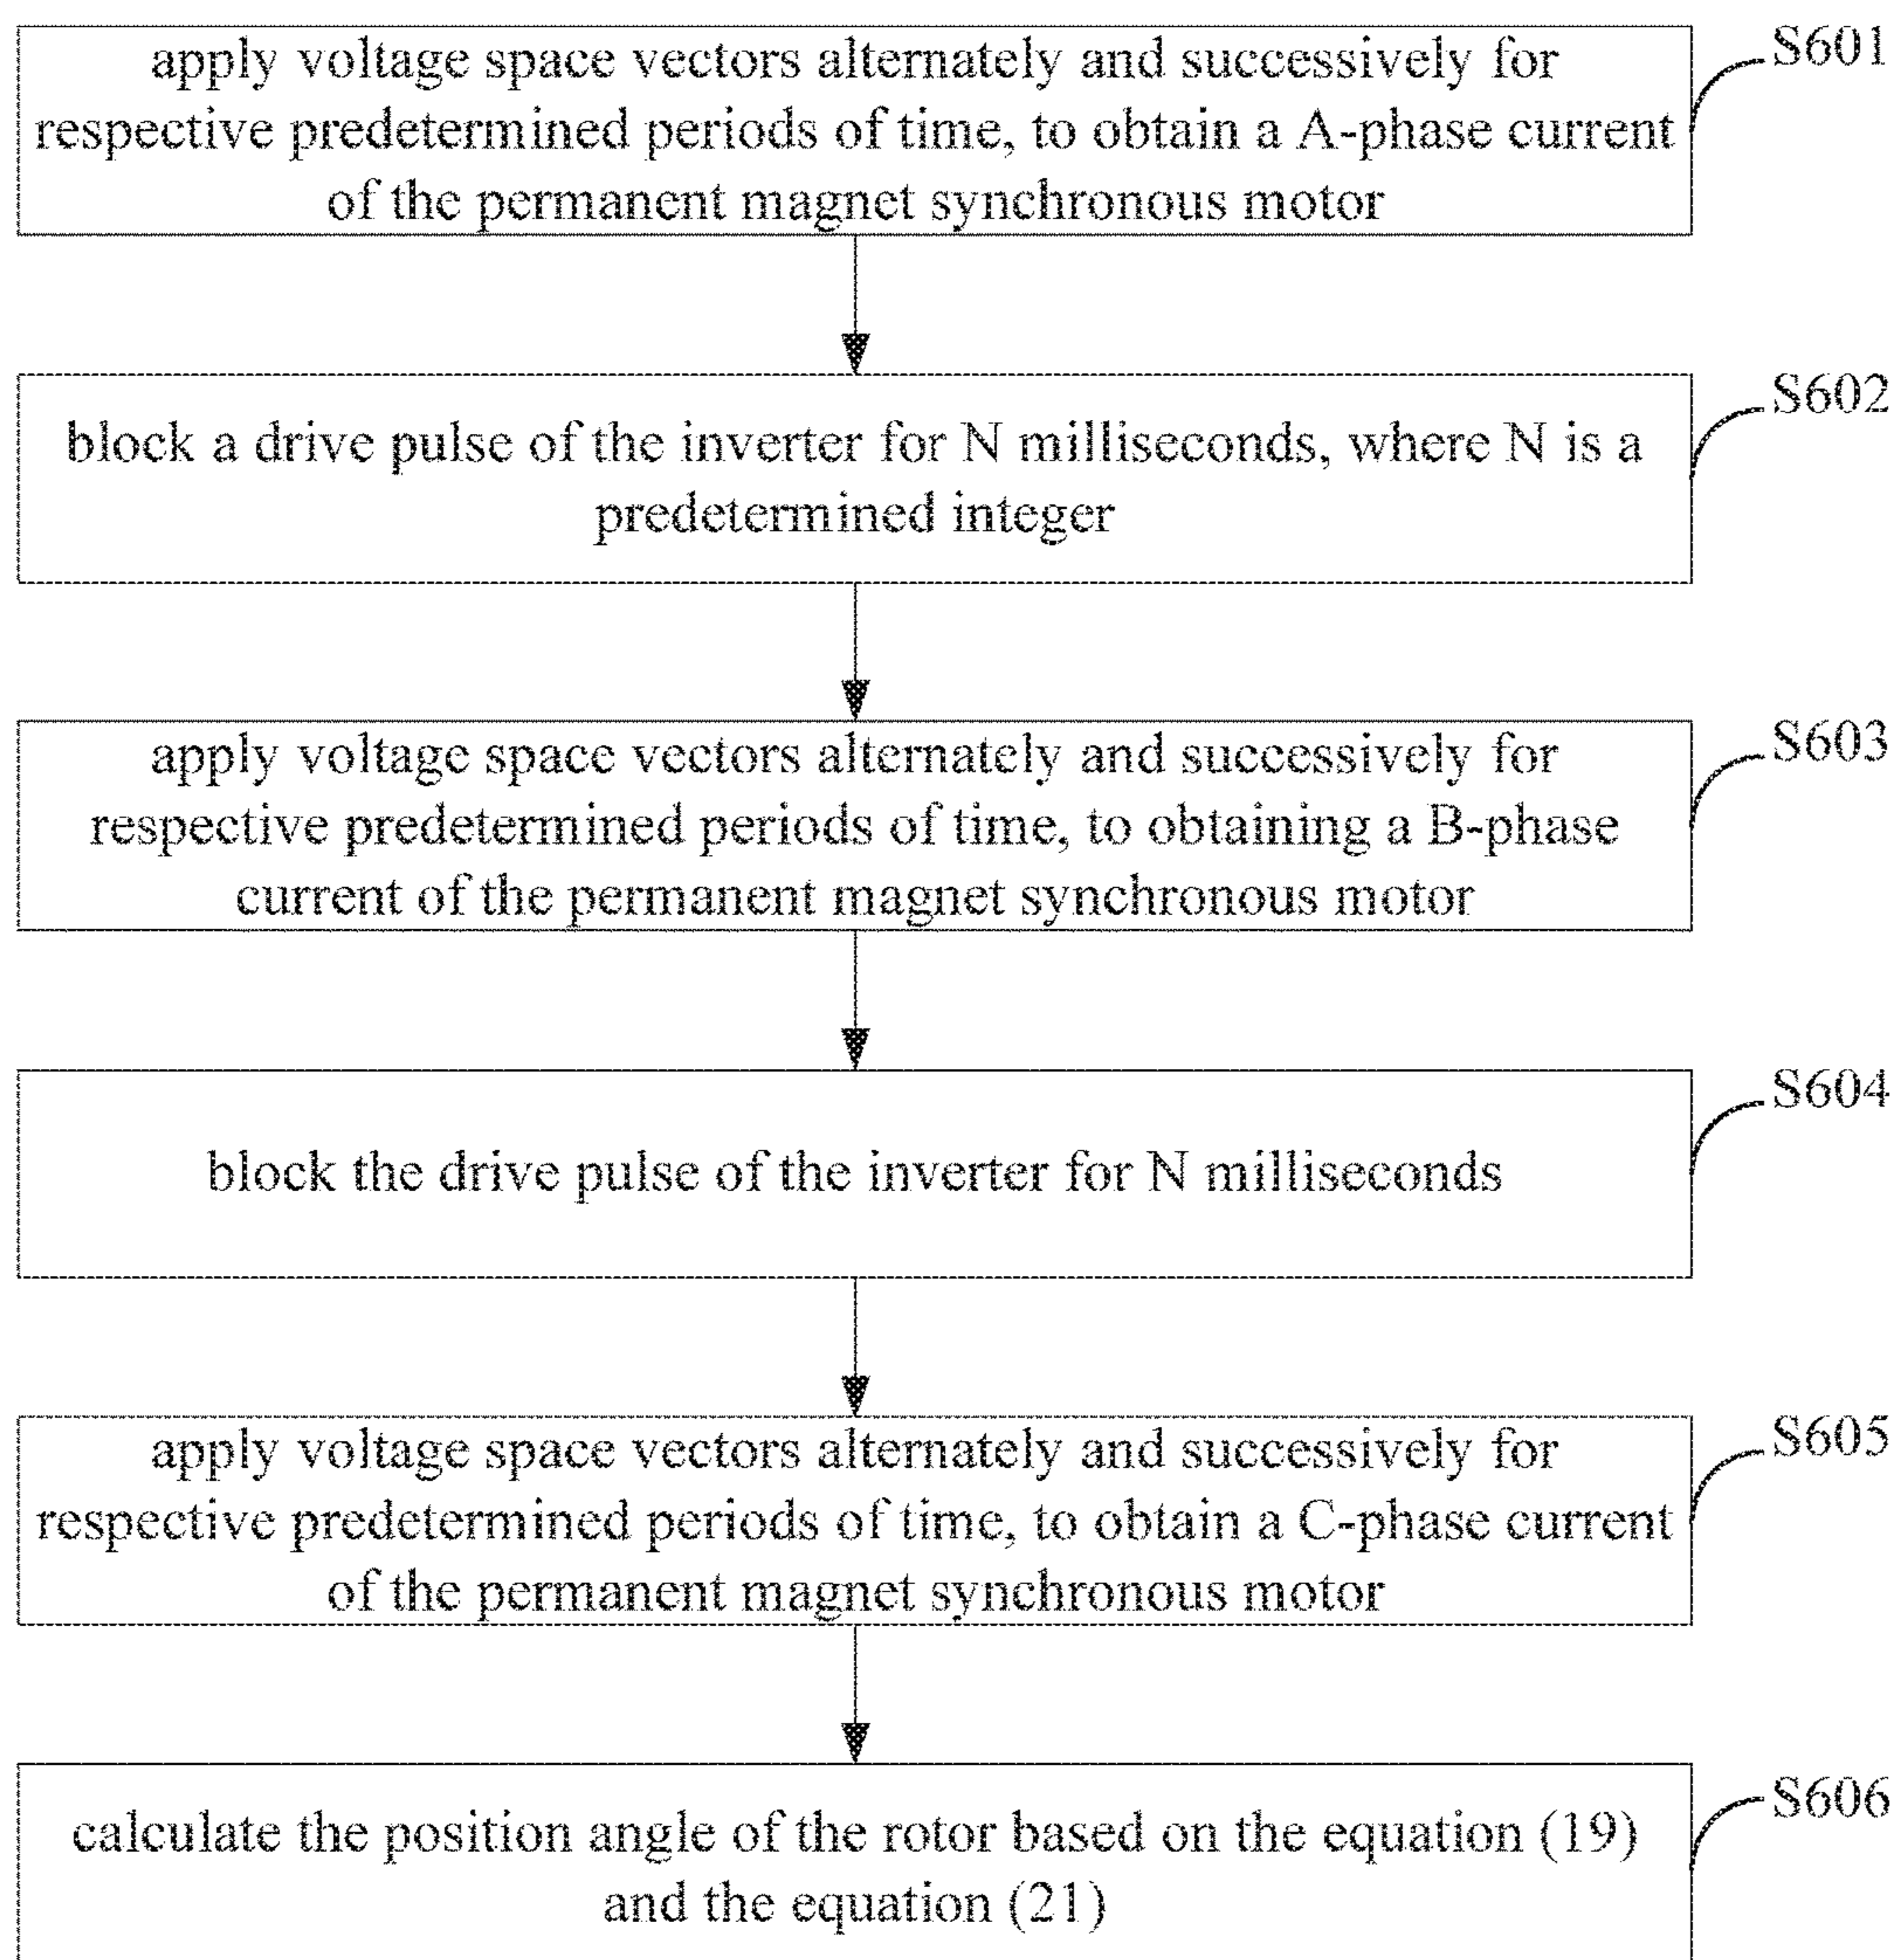 apply voltage space vectors alternately and successively for
respective predetermined periods of time, to obtain a A-phase current
of the permanent magnet synchronous motor
S601
block a drive pulse of the inverter for N milliseconds, where N is a
predetermined integer
S602
apply voltage space vectors alternately and successively for
respective predetermined periods of time, to obtaining a B-phase
current of the permanent magnet synchronous motor
S603
block the drive pulse of the inverter for N milliseconds
S604
apply voltage space vectors alternately and successively for
respective predetermined periods of time, to obtain a C-phase current
of the permanent magnet synchronous motor
S605
calculate the position angle of the rotor based on the equation (19)
and the equation (21)
S606